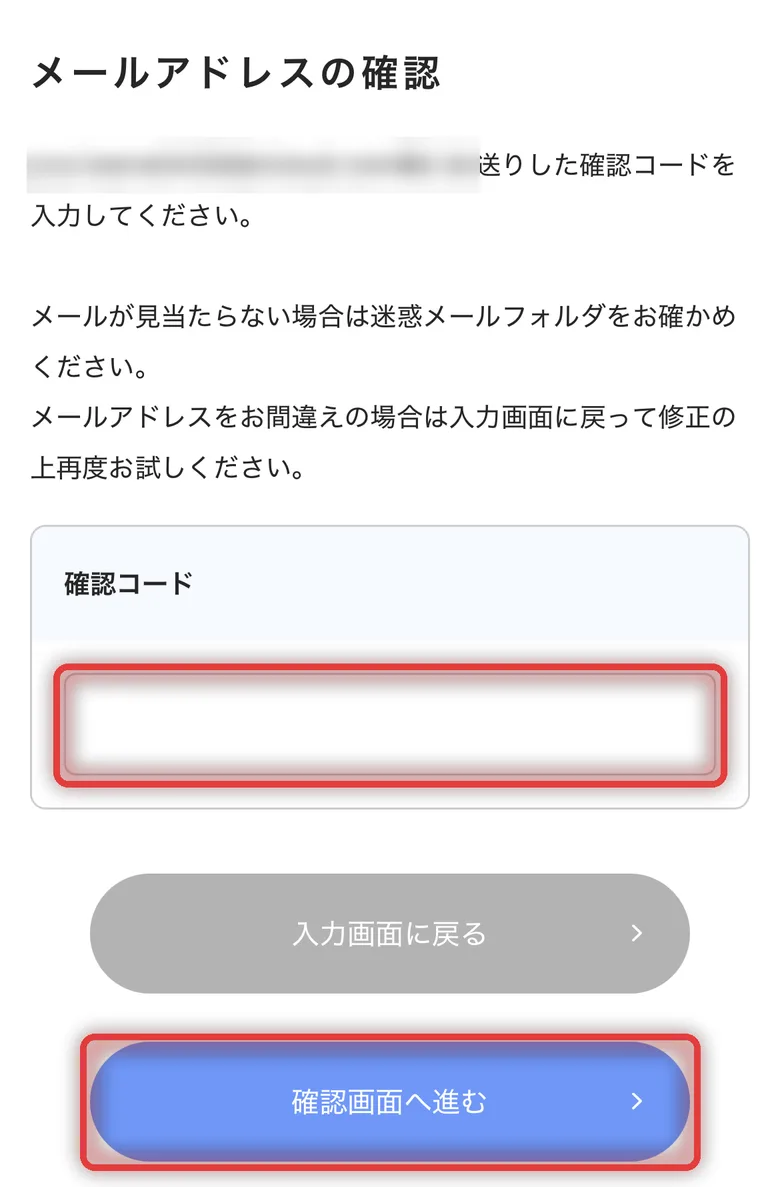 メールアドレスの確認
送りした確認コードを
入力してください。
メールが見当たらない場合は迷惑メールフォルダをお確かめ
ください。
メールアドレスをお間違えの場合は入力画面に戻って修正の
上再度お試しください。
確認コード
入力画面に戻る
確認画面へ進む